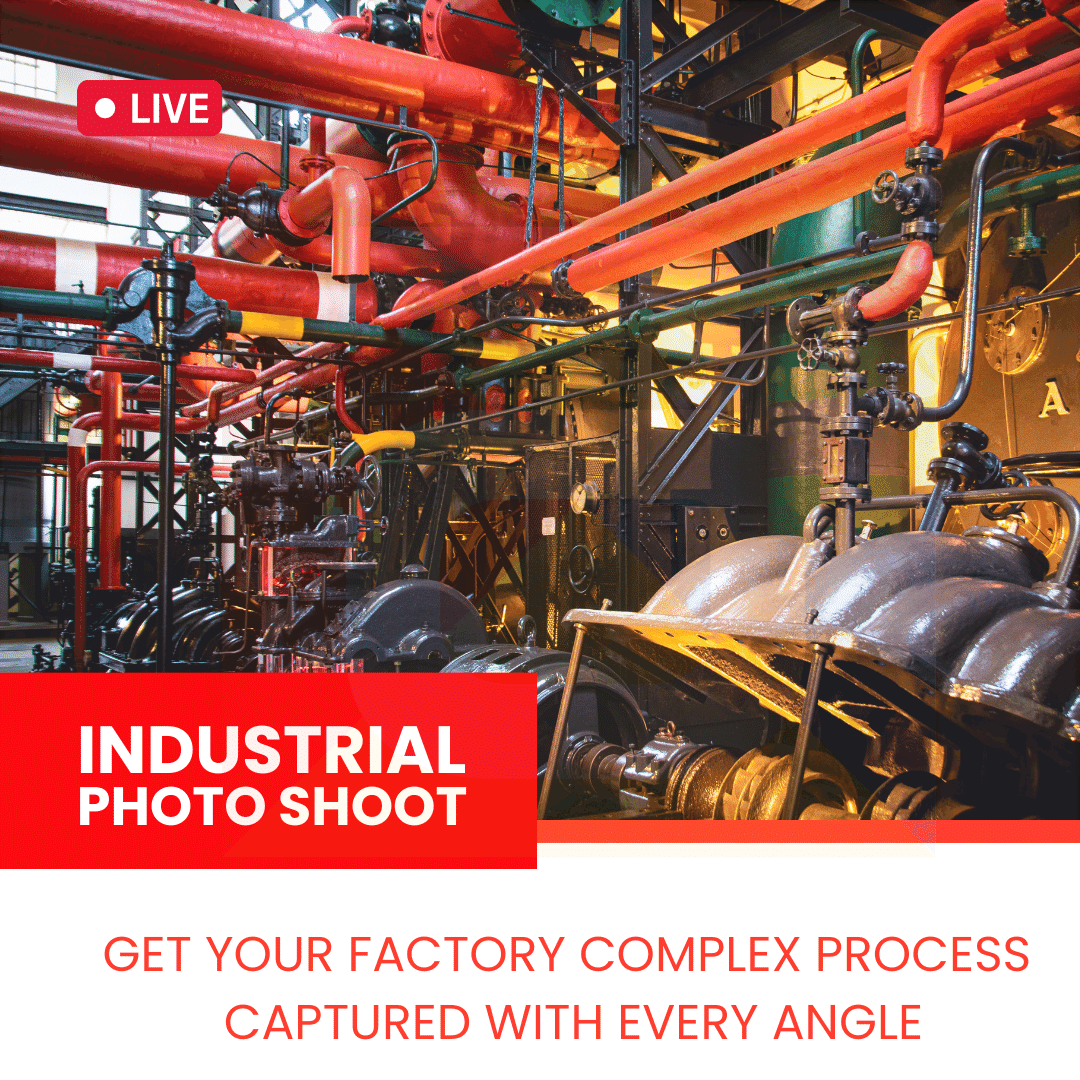 LIVE
A
INDUSTRIAL
PHOTO SHOOT
GET YOUR FACTORY COMPLEX PROCESS
CAPTURED WITH EVERY ANGLE